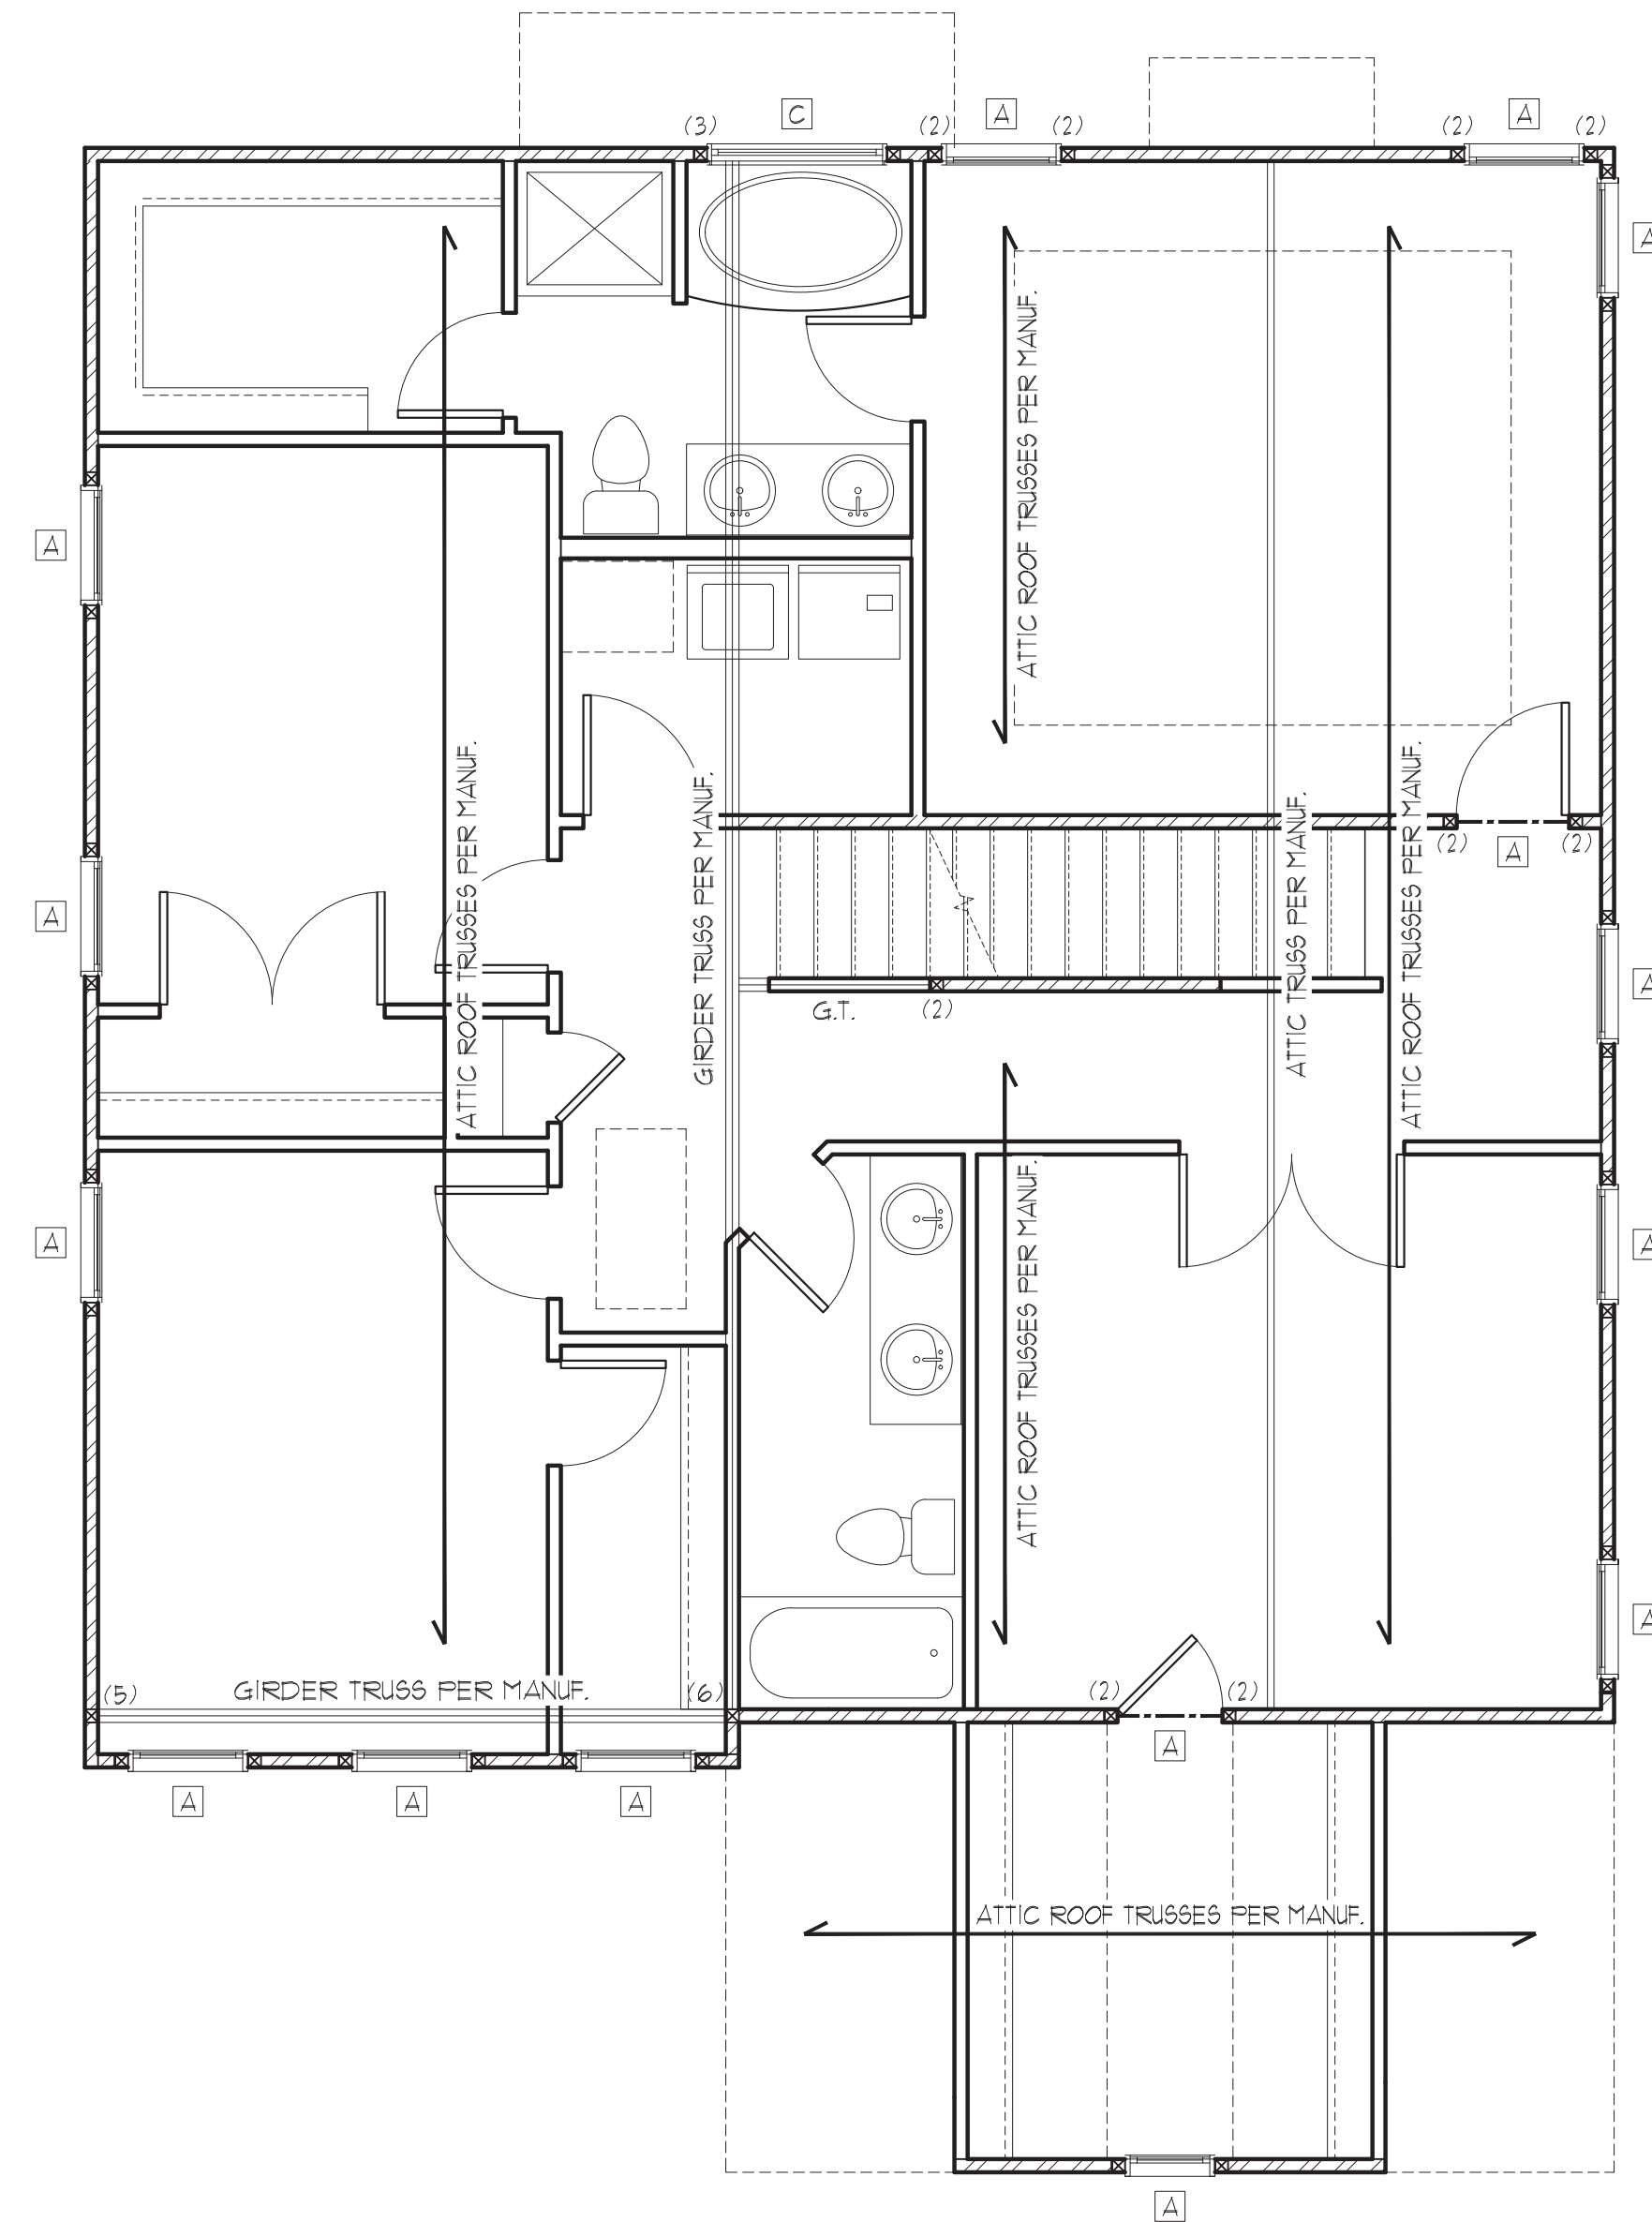 C
A
A
(3)
(2)
(2)
(2)
(2)
A
ATTIC ROOF TRUSSES PER MANUF.
A
ATTIC ROOF TRUSSES PER MANUF.
GIRDER TRUSS PER MANUF.
ATTIC TRUSS PER MANUF.
ATTIC ROOF TRUSSES PER MANUF.
(2)
(2)
A
A
A
G.T.
(2)
ATTIC ROOF TRUSSES PER MANUF.
A
A
A
(5)
GIRDER TRUSS PER MANUF.
(6)
(2)
(2)
A
A
A
A
A
ATTIC ROOF TRUSSES PER MANUF.
A